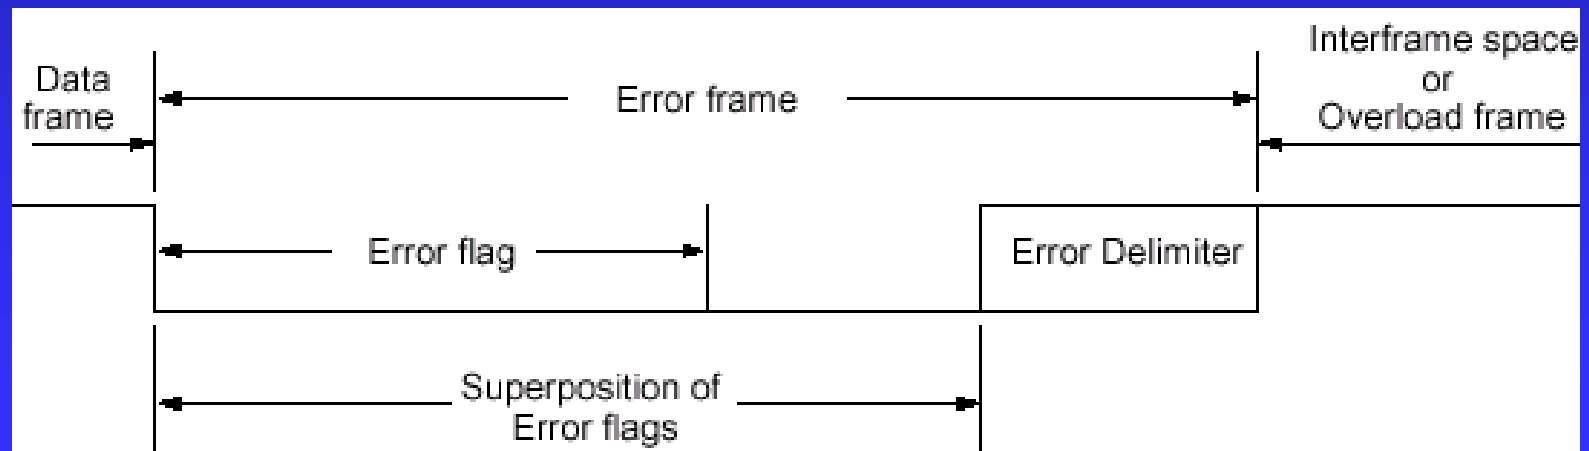 Data
frame
Error frame
Interframe space
or
Overload frame
Error flag
Error Delimiter
Superposition of
Error flags